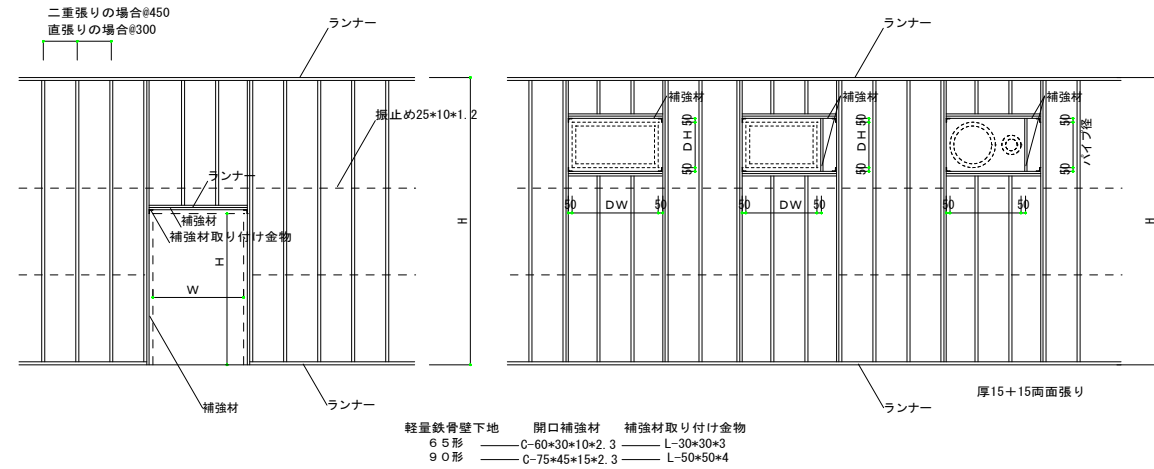 二重張りの場合@450
直張りの場合@300
ランナー
振止め25*10*1.2
ランナー
補強材
補強材取り付け金物
H
W
H
補強材
ランナー
ランナー
補強材
補強材
補強材
50
DH
50
50
DH
50
50
パイプ径
50
50
DW
50
50
DW
50
50
50
H
ランナー
厚15+15両面張り
軽量鉄骨壁下地 開口補強材 補強材取り付け金物
65形 C-60*30*10*2.3 L-30*30*3
90形 C-75*45*15*2.3 L-50*50*4